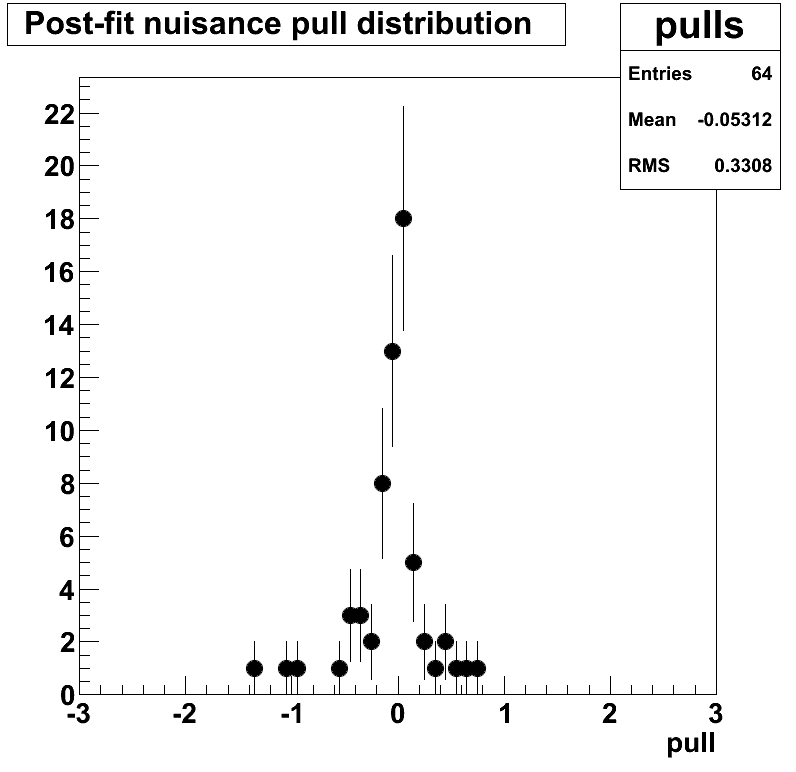 Post-fit nuisance pull distribution
pulls
Entries 64
Mean -0.05312
RMS 0.3308
22
20
18
16
14
12
10
8
6
4
2
0
-3 -2 -1 0 1 2 3
pull